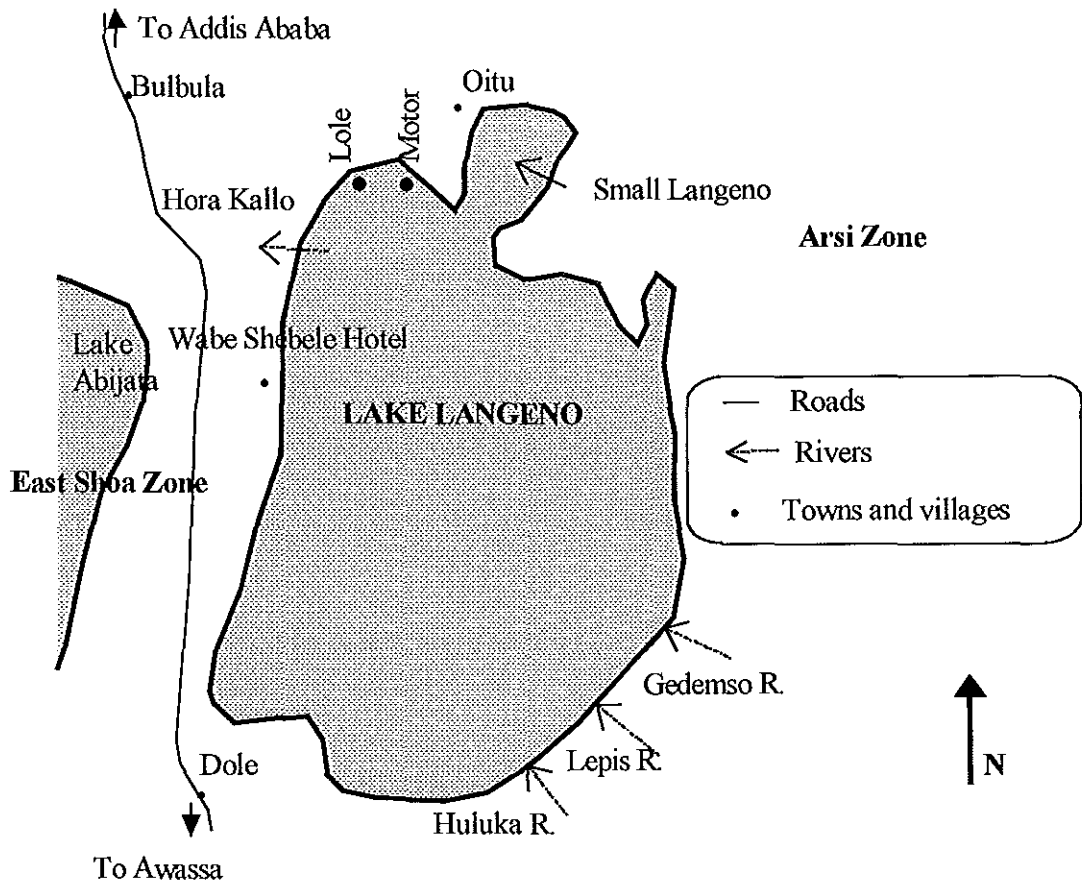 To Addis Ababa
Bulbula
Oitu
Lole
Motor
Hora Kallo
Small Langeno
Arsi Zone
Lake
Abijata
Wabe Shebele Hotel
LAKE LANGENO
East Shoa Zone
Roads
Rivers
Towns and villages
Gedemso R.
Lepis R.
Huluka R.
Dole
N
To Awassa